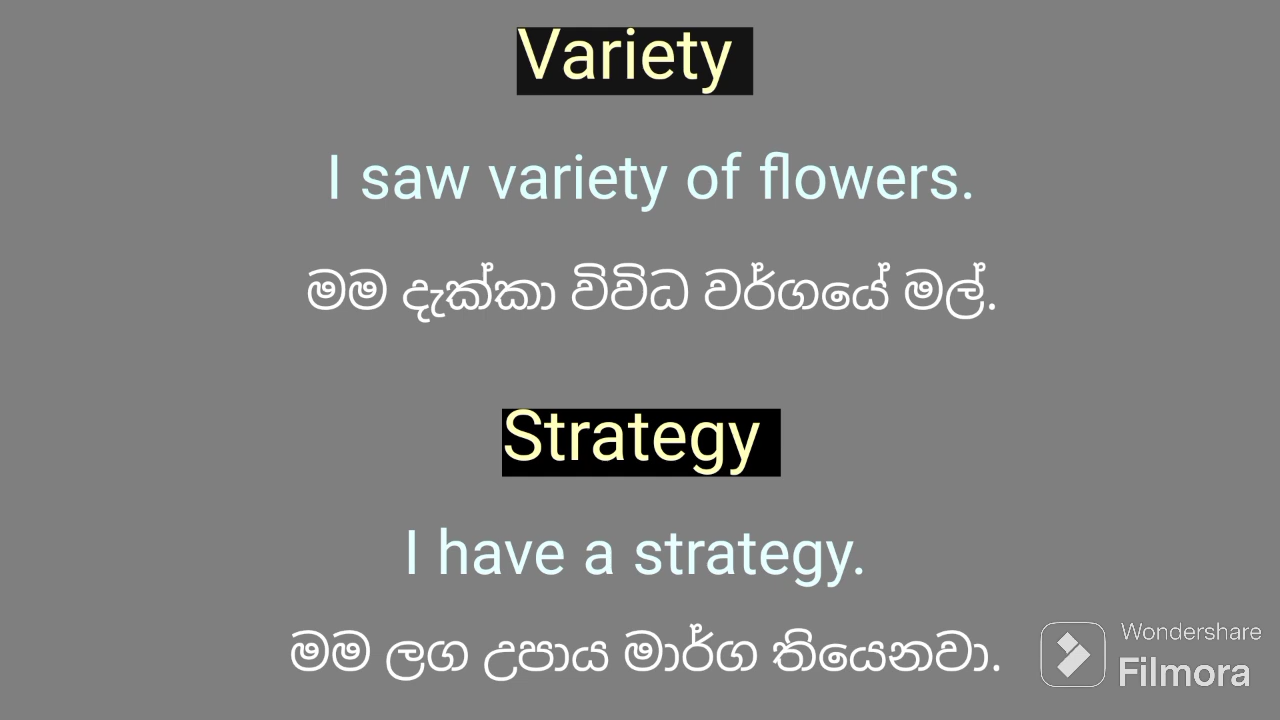 Variety
I saw variety of flowers.
මම දැක්කා විවිධ වර්ගයේ මල්.
Strategy
I have a strategy.
මම ලග උපාය මාර්ග තියෙනවා.
Wondershare
Filmora